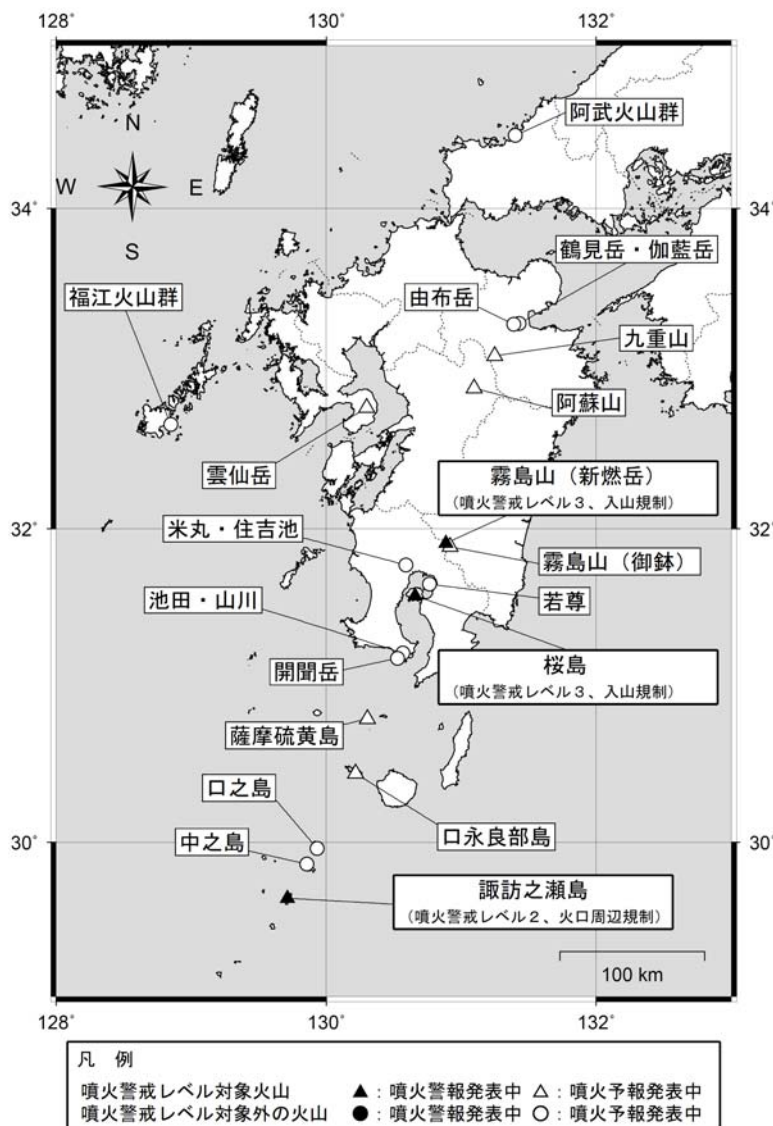 128° 130° 132°
N
W E
S
34°
32°
30°
阿武火山群
鶴見岳・伽藍岳
由布岳
福江火山群
九重山
阿蘇山
雲仙岳
霧島山（新燃岳）
（噴火警戒レベル３、入山規制）
米丸・住吉池
霧島山（御鉢）
池田・山川
若尊
開聞岳
桜島
（噴火警戒レベル３、入山規制）
薩摩硫黄島
口之島
口永良部島
中之島
諏訪之瀬島
（噴火警戒レベル２、火口周辺規制）
100 km
128° 130° 132°
凡 例
噴火警戒レベル対象火山 ▲：噴火警報発表中 △：噴火予報発表中
噴火警戒レベル対象外の火山 ●：噴火警報発表中 ○：噴火予報発表中